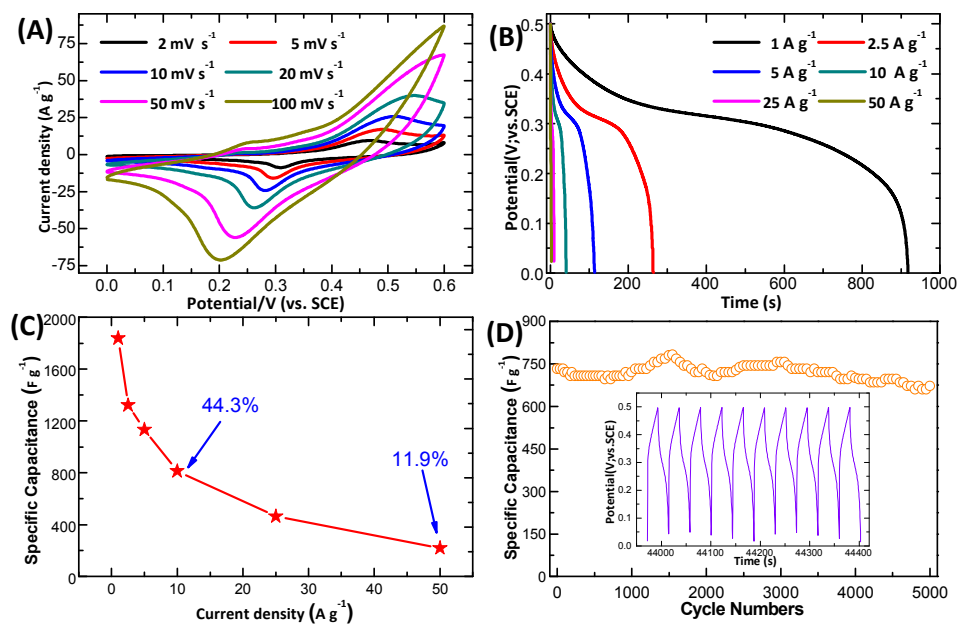 (A)
2 mV s-1 5 mV s-1
10 mV s-1 20 mV s-1
50 mV s-1 100 mV s-1
75
50
25
0
-25
-50
-75
Current density (A g-1)
0.0 0.1 0.2 0.3 0.4 0.5 0.6
Potential/V (vs. SCE)
(B)
1 A g-1 2.5 A g-1
5 A g-1 10 A g-1
25 A g-1 50 A g-1
0.5
0.4
0.3
0.2
0.1
0.0
Potential(V;vs.SCE)
0 200 400 600 800 1000
Time (s)
(C)
2000
1600
1200
800
400
0
Specific Capacitance (F g-1)
44.3%
11.9%
0 10 20 30 40 50
Current density (A g-1)
(D)
900
750
600
450
300
150
0
Specific Capacitance (F g-1)
0.5
0.4
0.3
0.2
0.1
0.0
Potential(V;vs.SCE)
44000 44100 44200 44300 44400
Time (s)
0 1000 2000 3000 4000 5000
Cycle Numbers